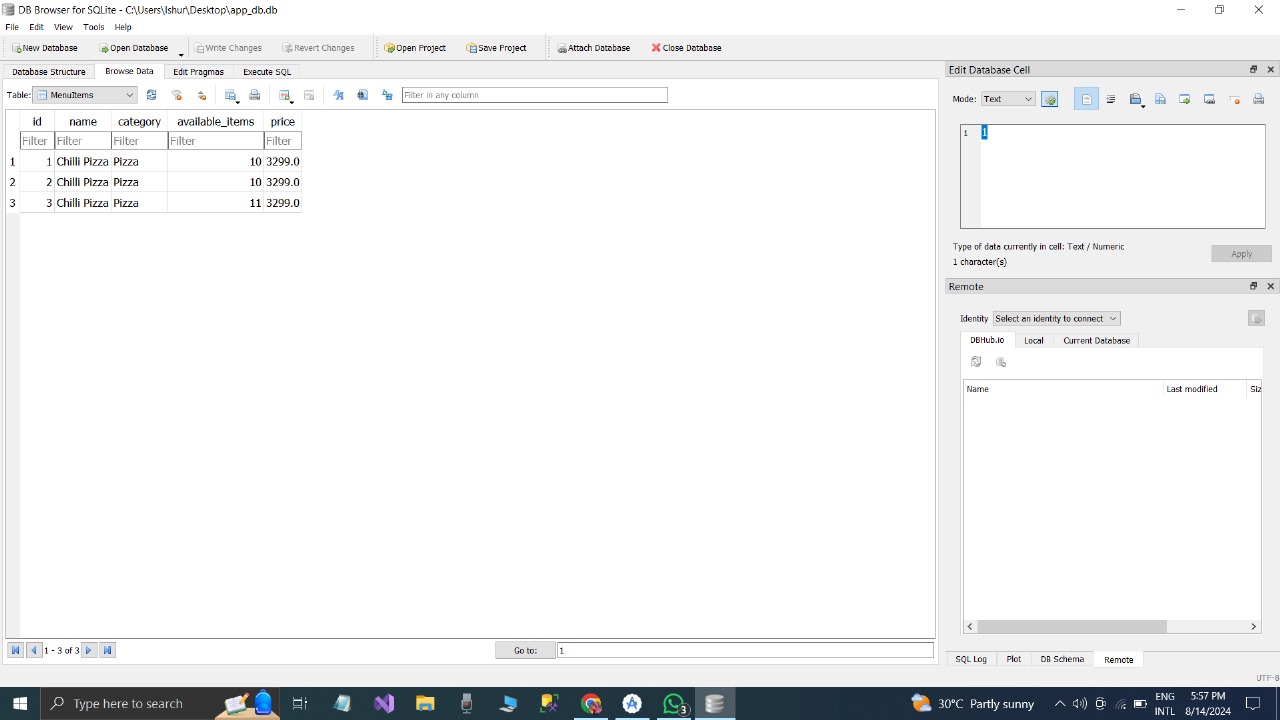 DB Browser for SQLite - C:\Users\Ishur\Desktop\app_db.db
File Edit View Tools Help
New Database Open Database Write Changes Revert Changes Open Project Save Project Attach Database Close Database
Database Structure Browse Data Edit Pragmas Execute SQL
Table: MenuItems Filter in any column
id name category available_items price
Filter Filter Filter Filter Filter
1 1 Chilli Pizza Pizza 10 3299.0
2 2 Chilli Pizza Pizza 10 3299.0
3 3 Chilli Pizza Pizza 11 3299.0
1 - 3 of 3 Go to: 1
Edit Database Cell
Mode: Text
1 1
Type of data currently in cell: Text / Numeric
1 character(s)
Apply
Remote
Identity Select an identity to connect
DBHub.io Local Current Database
Name Last modified Siz
SQL Log Plot DB Schema Remote
UTF-8
Type here to search
3
30°C Partly sunny
ENG
INTL
5:57 PM
8/14/2024